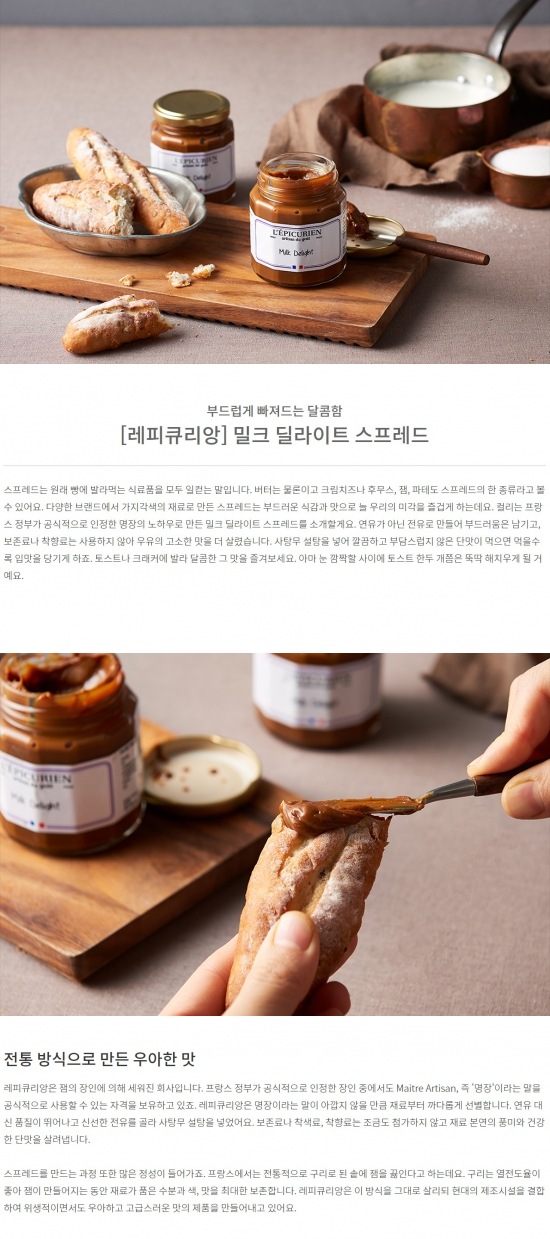 L'ÉPICURIEN
L'ÉPICURIEN
artisan du goût
Milk Delight
부드럽게 빠져드는 달콤함
[레피큐리앙] 밀크 딜라이트 스프레드
스프레드는 원래 빵에 발라먹는 식료품을 모두 일컫는 말입니다. 버터는 물론이고 크림치즈나 후무스, 잼, 파테도 스프레드의 한 종류라고 볼
수 있어요. 다양한 브랜드에서 가지각색의 재료로 만든 스프레드는 부드러운 식감과 맛으로 늘 우리의 미각을 즐겁게 하는데요. 컬리는 프랑
스 정부가 공식적으로 인정한 명장의 노하우로 만든 밀크 딜라이트 스프레드를 소개할게요. 연유가 아닌 전유로 만들어 부드러움은 남기고,
보존료나 착향료는 사용하지 않아 우유의 고소한 맛을 더 살렸습니다. 사탕무 설탕을 넣어 깔끔하고 부담스럽지 않은 단맛이 먹으면 먹을수
록 입맛을 당기게 하죠. 토스트나 크래커에 발라 달콤한 그 맛을 즐겨보세요. 아마 눈 깜짝할 사이에 토스트 한두 개쯤은 뚝딱 해치우게 될 거
예요.
L'ÉPICURIEN
artisan du goût
Milk Delight
전통 방식으로 만든 우아한 맛
레피큐리앙은 잼의 장인에 의해 세워진 회사입니다. 프랑스 정부가 공식적으로 인정한 장인 중에서도 Maitre Artisan, 즉 '명장'이라는 말을
공식적으로 사용할 수 있는 자격을 보유하고 있죠. 레피큐리앙은 명장이라는 말이 아깝지 않을 만큼 재료부터 까다롭게 선별합니다. 연유 대
신 품질이 뛰어나고 신선한 전유를 골라 사탕무 설탕을 넣었어요. 보존료나 착색료, 착향료는 조금도 첨가하지 않고 재료 본연의 풍미와 건강
한 단맛을 살려냅니다.
스프레드를 만드는 과정 또한 많은 정성이 들어가죠. 프랑스에서는 전통적으로 구리로 된 솥에 잼을 끓인다고 하는데요. 구리는 열전도율이
좋아 잼이 만들어지는 동안 재료가 품은 수분과 색, 맛을 최대한 보존합니다. 레피큐리앙은 이 방식을 그대로 살리되 현대의 제조시설을 결합
하여 위생적이면서도 우아하고 고급스러운 맛의 제품을 만들어내고 있어요.